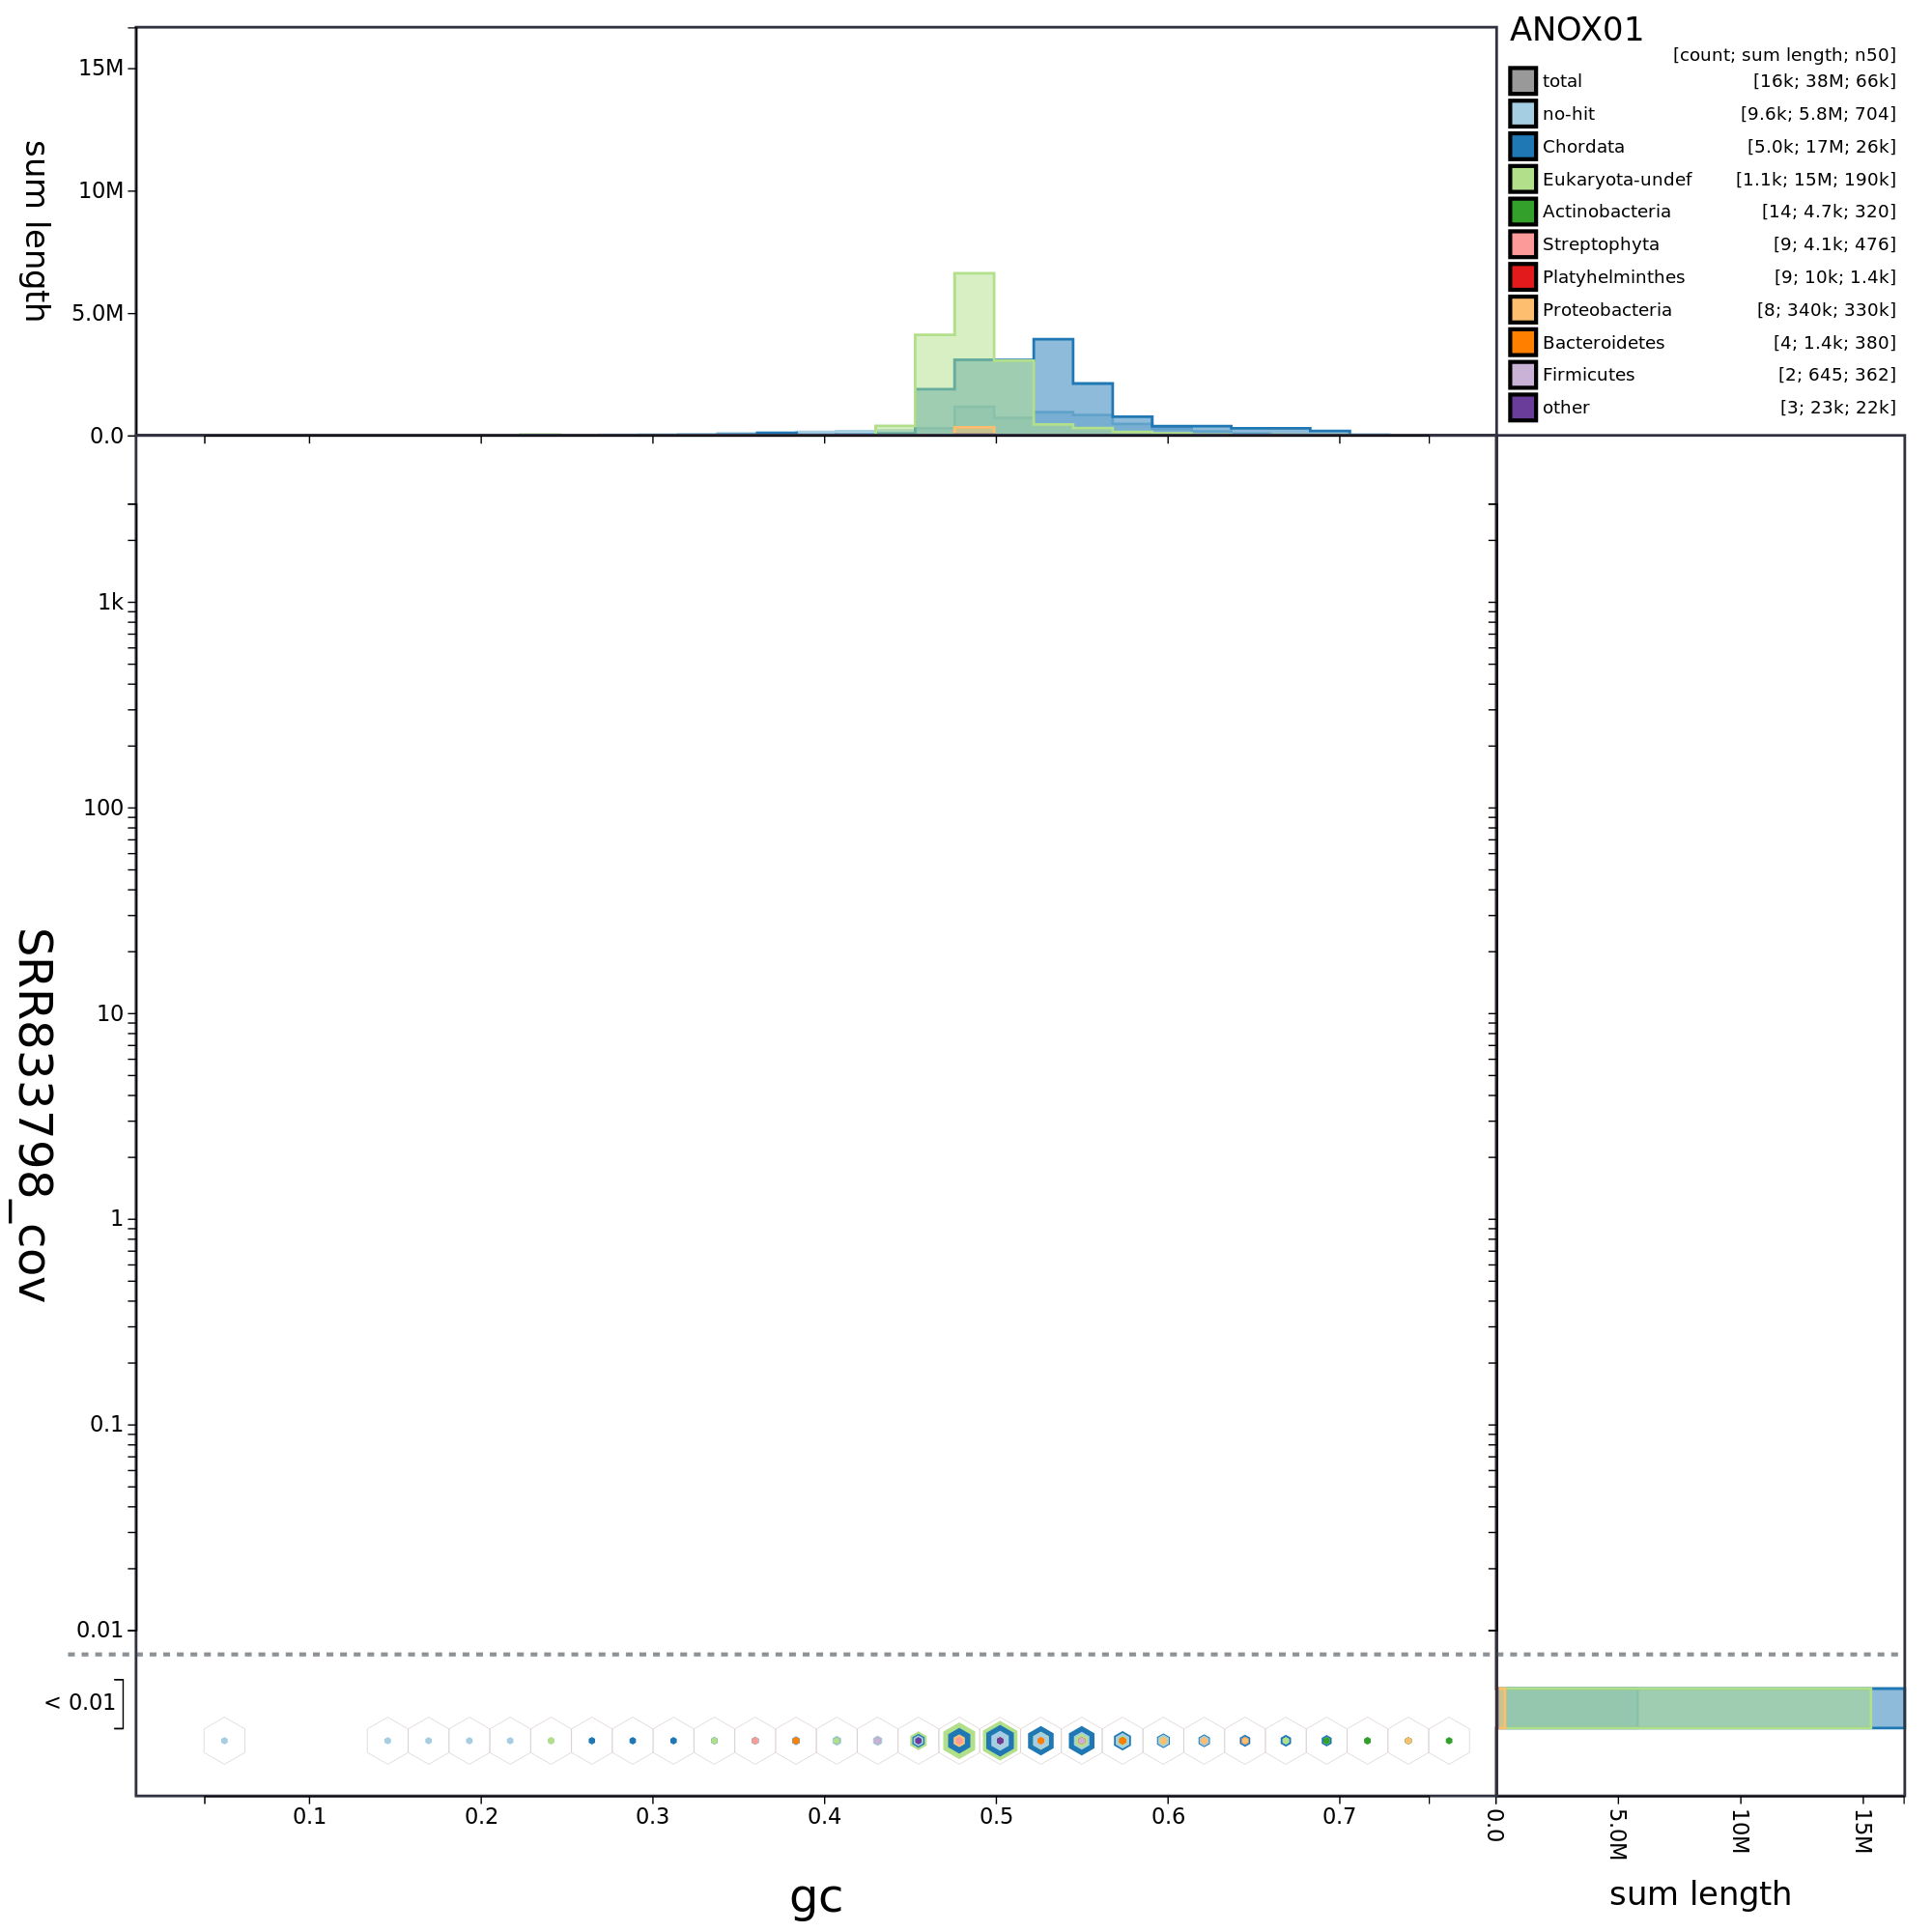 ANOX01
[count; sum length; n50]
total [16k; 38M; 66k]
no-hit [9.6k; 5.8M; 704]
Chordata [5.0k; 17M; 26k]
Eukaryota-undef [1.1k; 15M; 190k]
Actinobacteria [14; 4.7k; 320]
Streptophyta [9; 4.1k; 476]
Platyhelminthes [9; 10k; 1.4k]
Proteobacteria [8; 340k; 330k]
Bacteroidetes [4; 1.4k; 380]
Firmicutes [2; 645; 362]
other [3; 23k; 22k]
sum length
15M
10M
5.0M
0.0
SRR833798_cov
1k
100
10
1
0.1
0.01
< 0.01
0.1 0.2 0.3 0.4 0.5 0.6 0.7
gc
0.0 5.0M 10M 15M
sum length